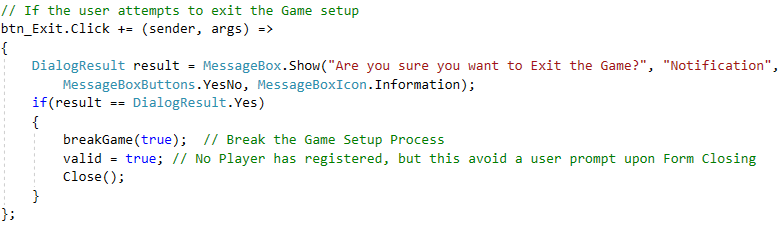 // If the user attempts to exit the Game setup
btn_Exit.Click += (sender, args) =>
{
    DialogResult result = MessageBox.Show("Are you sure you want to Exit the Game?", "Notification",
        MessageBoxButtons.YesNo, MessageBoxIcon.Information);
    if(result == DialogResult.Yes)
    {
        breakGame(true);  // Break the Game Setup Process
        valid = true; // No Player has registered, but this avoid a user prompt upon Form Closing
        Close();
    }
};